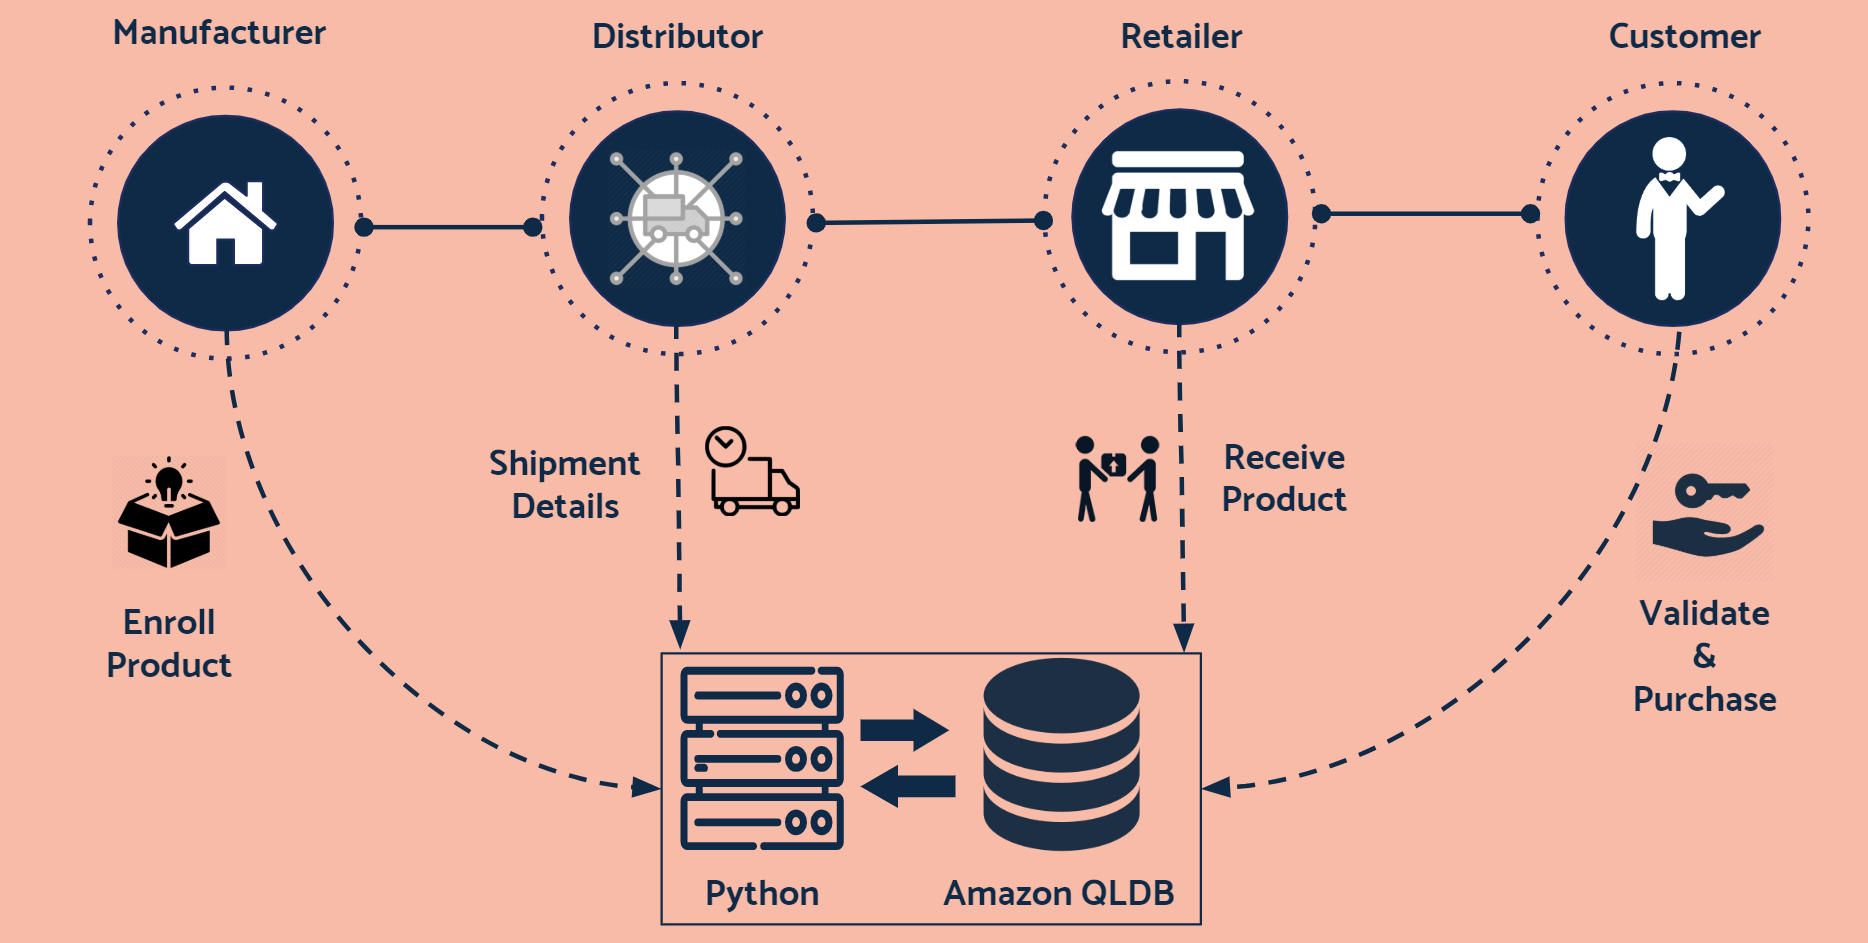 Manufacturer
Distributor
Retailer
Customer
Shipment
Details
Receive
Product
Enroll
Product
Validate
&
Purchase
Python
Amazon QLDB